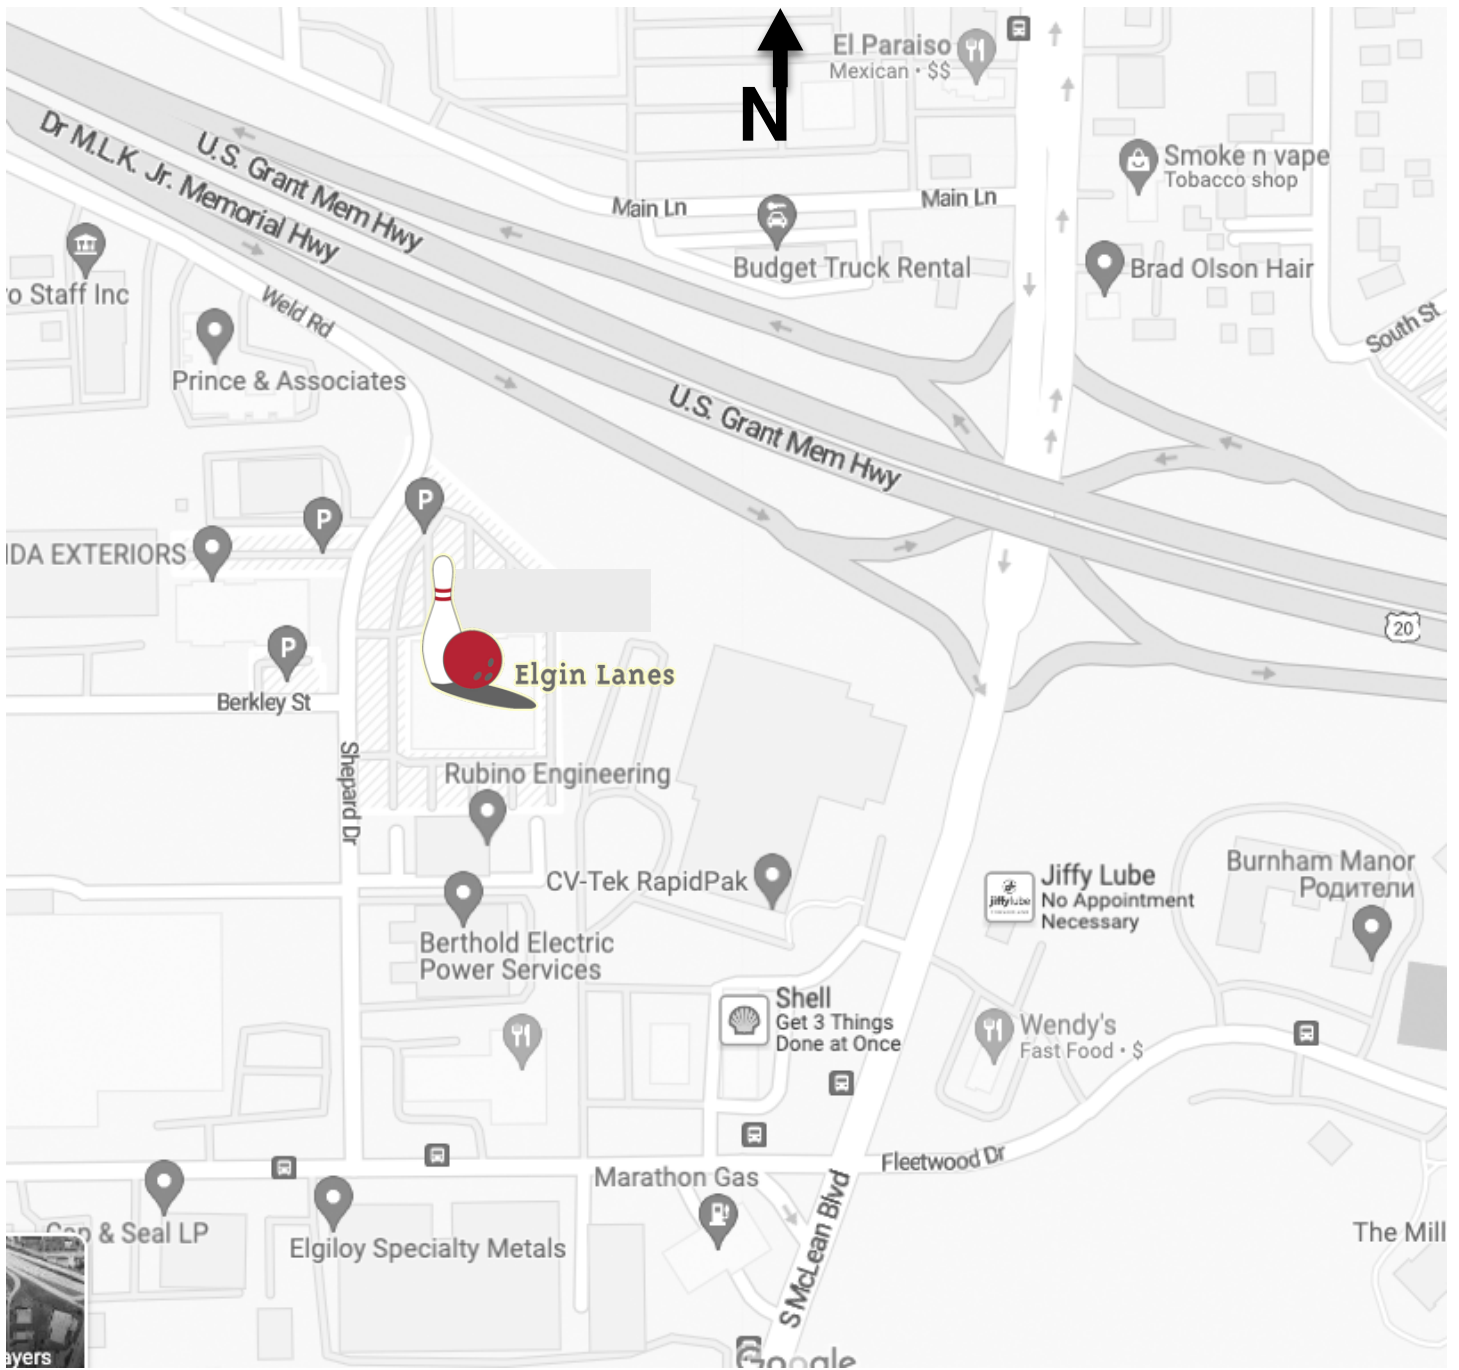 El Paraiso
Mexican • $$
N
Dr M.L.K. Jr. Memorial Hwy
U.S. Grant Mem Hwy
Smoke n vape
Tobacco shop
Main Ln
Main Ln
Budget Truck Rental
Brad Olson Hair
o Staff Inc
Weld Rd
South St
Prince & Associates
U.S. Grant Mem Hwy
P
P
DA EXTERIORS
20
P
Elgin Lanes
Berkley St
Shepard Dr
Rubino Engineering
CV-Tek RapidPak
jiffylube
Jiffy Lube
No Appointment
Necessary
Burnham Manor
Родители
Berthold Electric
Power Services
Shell
Get 3 Things
Done at Once
Wendy's
Fast Food • $
Fleetwood Dr
Marathon Gas
S McLean Blvd
p & Seal LP
Elgiloy Specialty Metals
The Mill
ayers
Google